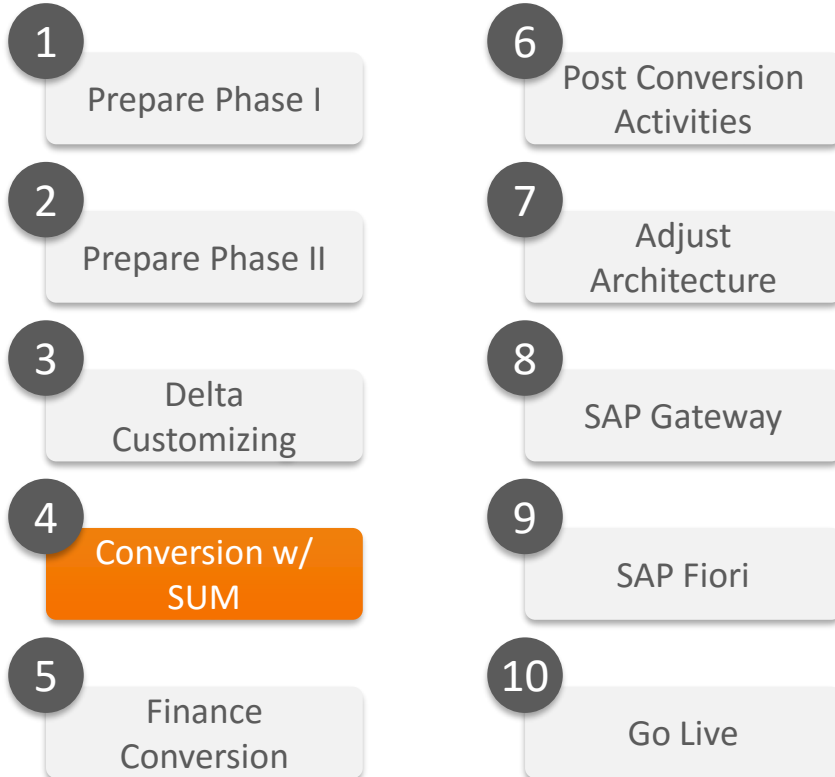 1
Prepare Phase I
2
Prepare Phase II
3
Delta
Customizing
4
Conversion w/
SUM
5
Finance
Conversion
6
Post Conversion
Activities
7
Adjust
Architecture
8
SAP Gateway
9
SAP Fiori
10
Go Live